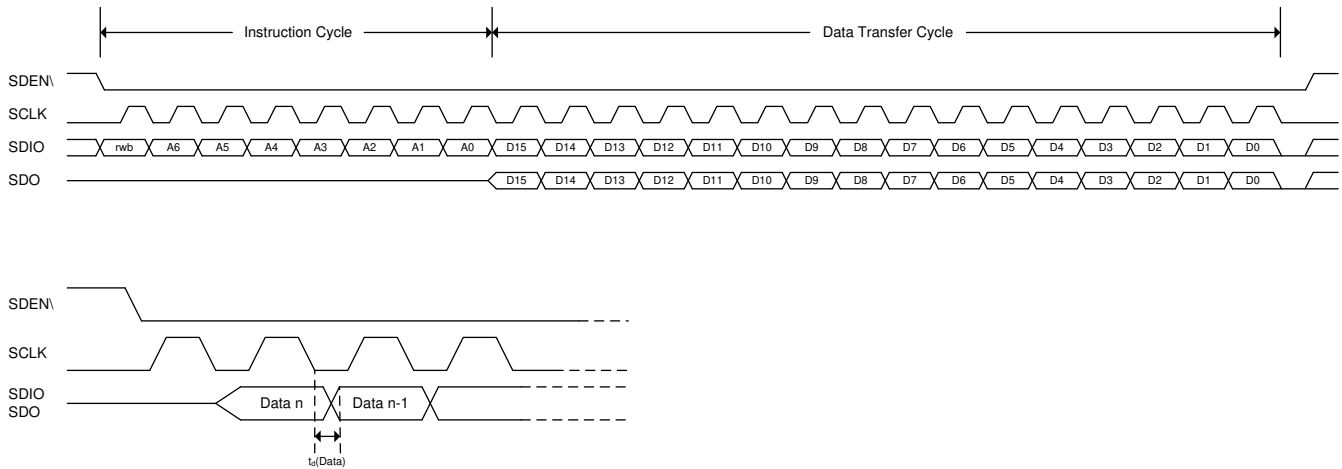 Instruction Cycle Data Transfer Cycle
SDEN\
SCLK
SDIO rwb A6 A5 A4 A3 A2 A1 A0 D15 D14 D13 D12 D11 D10 D9 D8 D7 D6 D5 D4 D3 D2 D1 D0
SDO D15 D14 D13 D12 D11 D10 D9 D8 D7 D6 D5 D4 D3 D2 D1 D0
SDEN\
SCLK
SDIO
SDO
Data n Data n-1
td(Data)